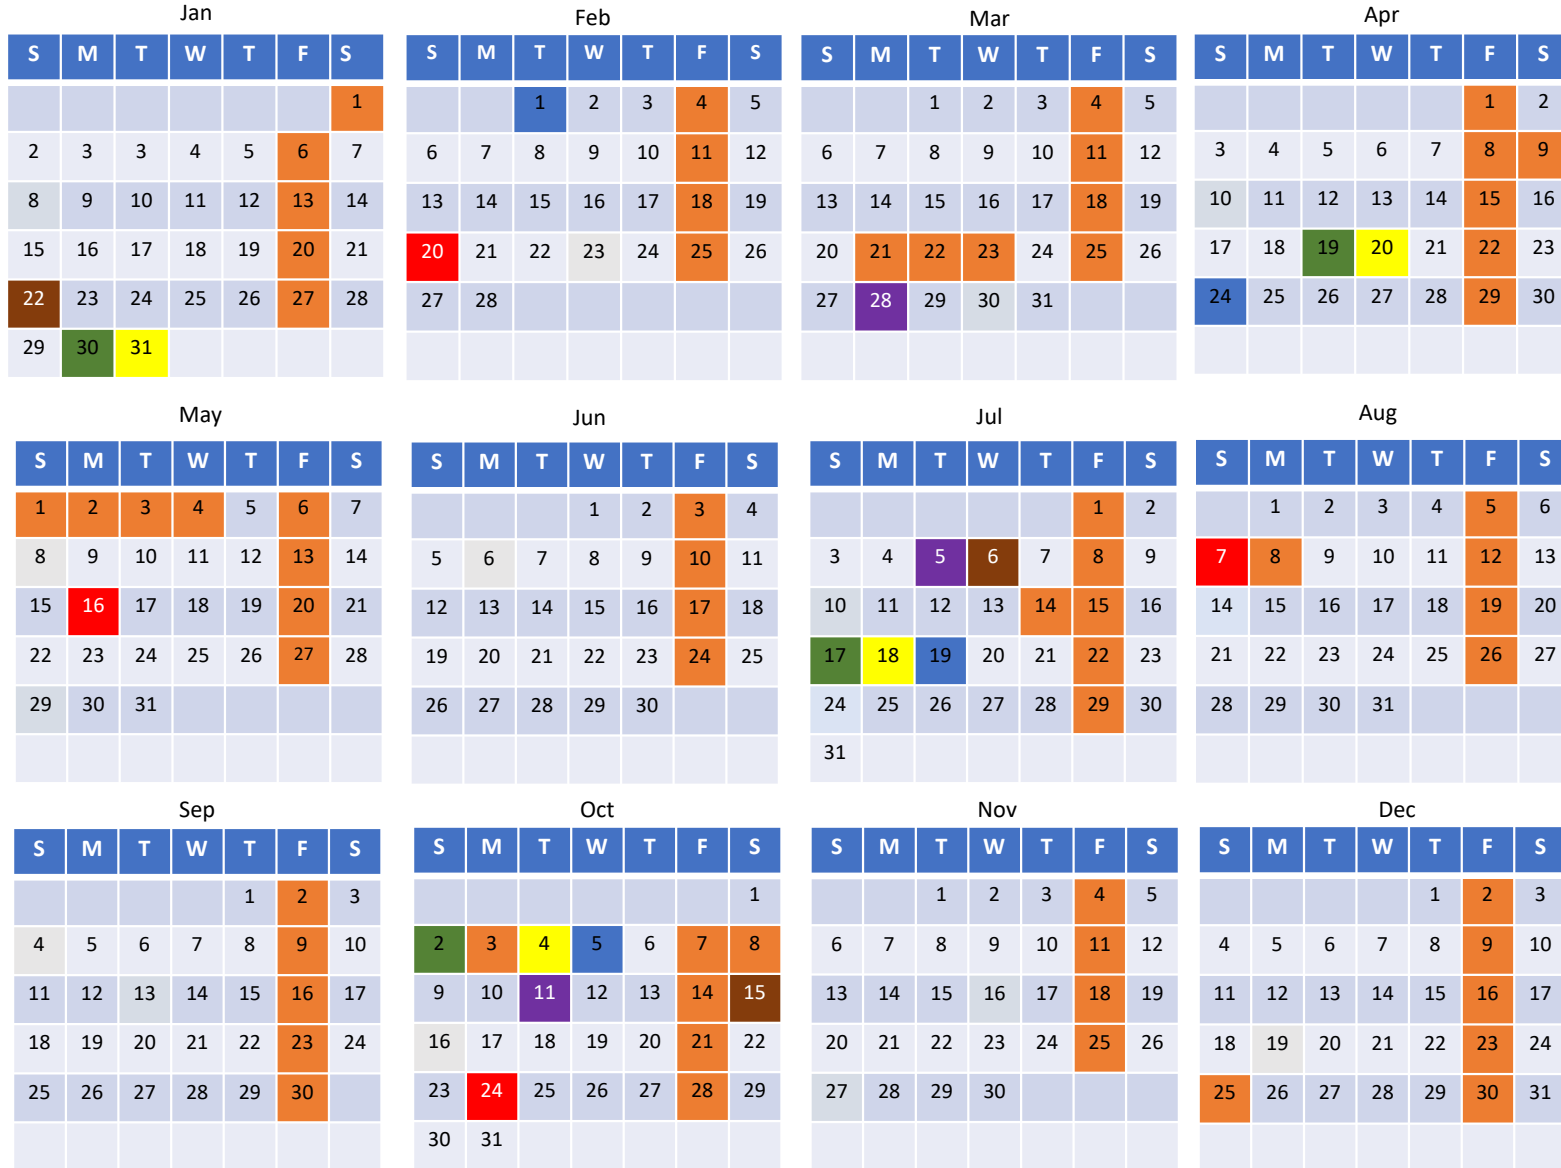 Jan
S M T W T F S
1
2 3 3 4 5 6 7
8 9 10 11 12 13 14
15 16 17 18 19 20 21
22 23 24 25 26 27 28
29 30 31
Feb
S M T W T F S
1 2 3 4 5
6 7 8 9 10 11 12
13 14 15 16 17 18 19
20 21 22 23 24 25 26
27 28
Mar
S M T W T F S
1 2 3 4 5
6 7 8 9 10 11 12
13 14 15 16 17 18 19
20 21 22 23 24 25 26
27 28 29 30 31
Apr
S M T W T F S
1 2
3 4 5 6 7 8 9
10 11 12 13 14 15 16
17 18 19 20 21 22 23
24 25 26 27 28 29 30
May
S M T W T F S
1 2 3 4 5 6 7
8 9 10 11 12 13 14
15 16 17 18 19 20 21
22 23 24 25 26 27 28
29 30 31
Jun
S M T W T F S
1 2 3 4
5 6 7 8 9 10 11
12 13 14 15 16 17 18
19 20 21 22 23 24 25
26 27 28 29 30
Jul
S M T W T F S
1 2
3 4 5 6 7 8 9
10 11 12 13 14 15 16
17 18 19 20 21 22 23
24 25 26 27 28 29 30
31
Aug
S M T W T F S
1 2 3 4 5 6
7 8 9 10 11 12 13
14 15 16 17 18 19 20
21 22 23 24 25 26 27
28 29 30 31
Sep
S M T W T F S
1 2 3
4 5 6 7 8 9 10
11 12 13 14 15 16 17
18 19 20 21 22 23 24
25 26 27 28 29 30
Oct
S M T W T F S
1
2 3 4 5 6 7 8
9 10 11 12 13 14 15
16 17 18 19 20 21 22
23 24 25 26 27 28 29
30 31
Nov
S M T W T F S
1 2 3 4 5
6 7 8 9 10 11 12
13 14 15 16 17 18 19
20 21 22 23 24 25 26
27 28 29 30
Dec
S M T W T F S
1 2 3
4 5 6 7 8 9 10
11 12 13 14 15 16 17
18 19 20 21 22 23 24
25 26 27 28 29 30 31